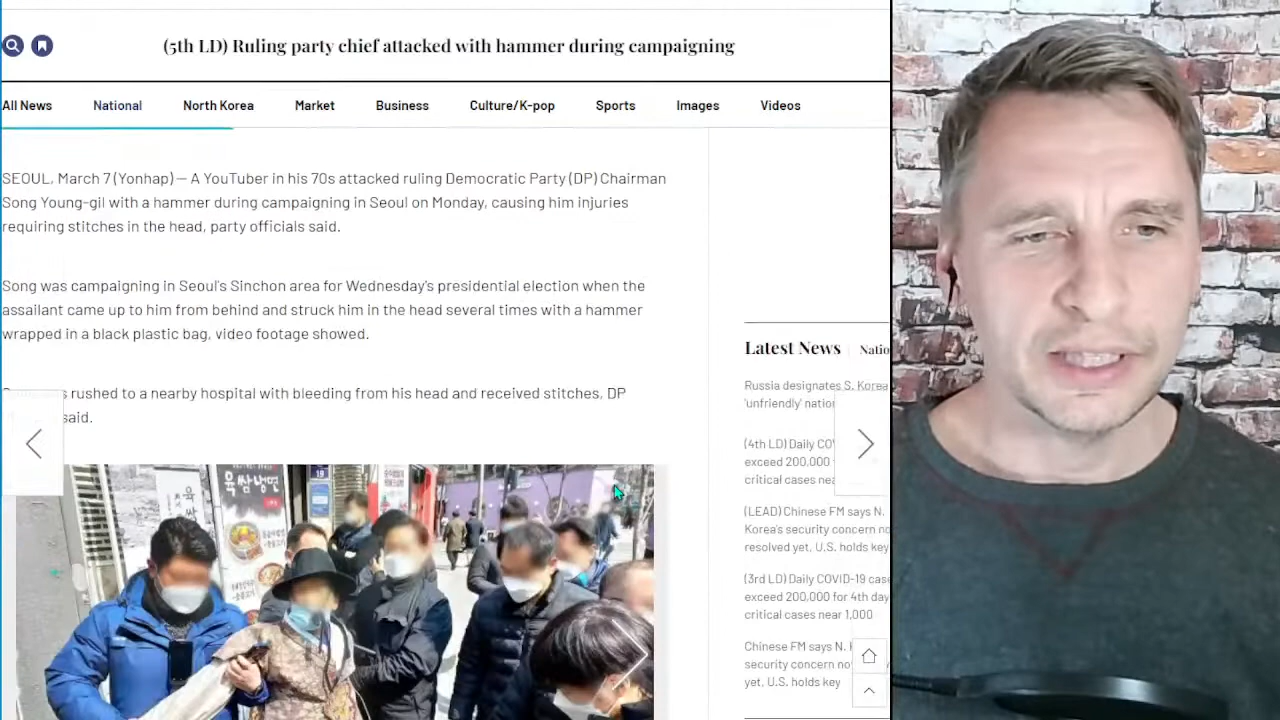 (5th LD) Ruling party chief attacked with hammer during campaigning
All News National North Korea Market Business Culture/K-pop Sports Images Videos
SEOUL, March 7 (Yonhap) — A YouTuber in his 70s attacked ruling Democratic Party (DP) Chairman
Song Young-gil with a hammer during campaigning in Seoul on Monday, causing him injuries
requiring stitches in the head, party officials said.
Song was campaigning in Seoul's Sinchon area for Wednesday's presidential election when the
assailant came up to him from behind and struck him in the head several times with a hammer
wrapped in a black plastic bag, video footage showed.
rushed to a nearby hospital with bleeding from his head and received stitches, DP
said.
육쌈냉면
19
Latest News Natio
Russia designates S. Korea
'unfriendly' nation
(4th LD) Daily COV
exceed 200,000
critical cases nea
(LEAD) Chinese FM says N.
Korea's security concern no
resolved yet, U.S. holds key
(3rd LD) Daily COVID-19 case
exceed 200,000 for 4th day
critical cases near 1,000
Chinese FM says N. K
security concern no
yet, U.S. holds key